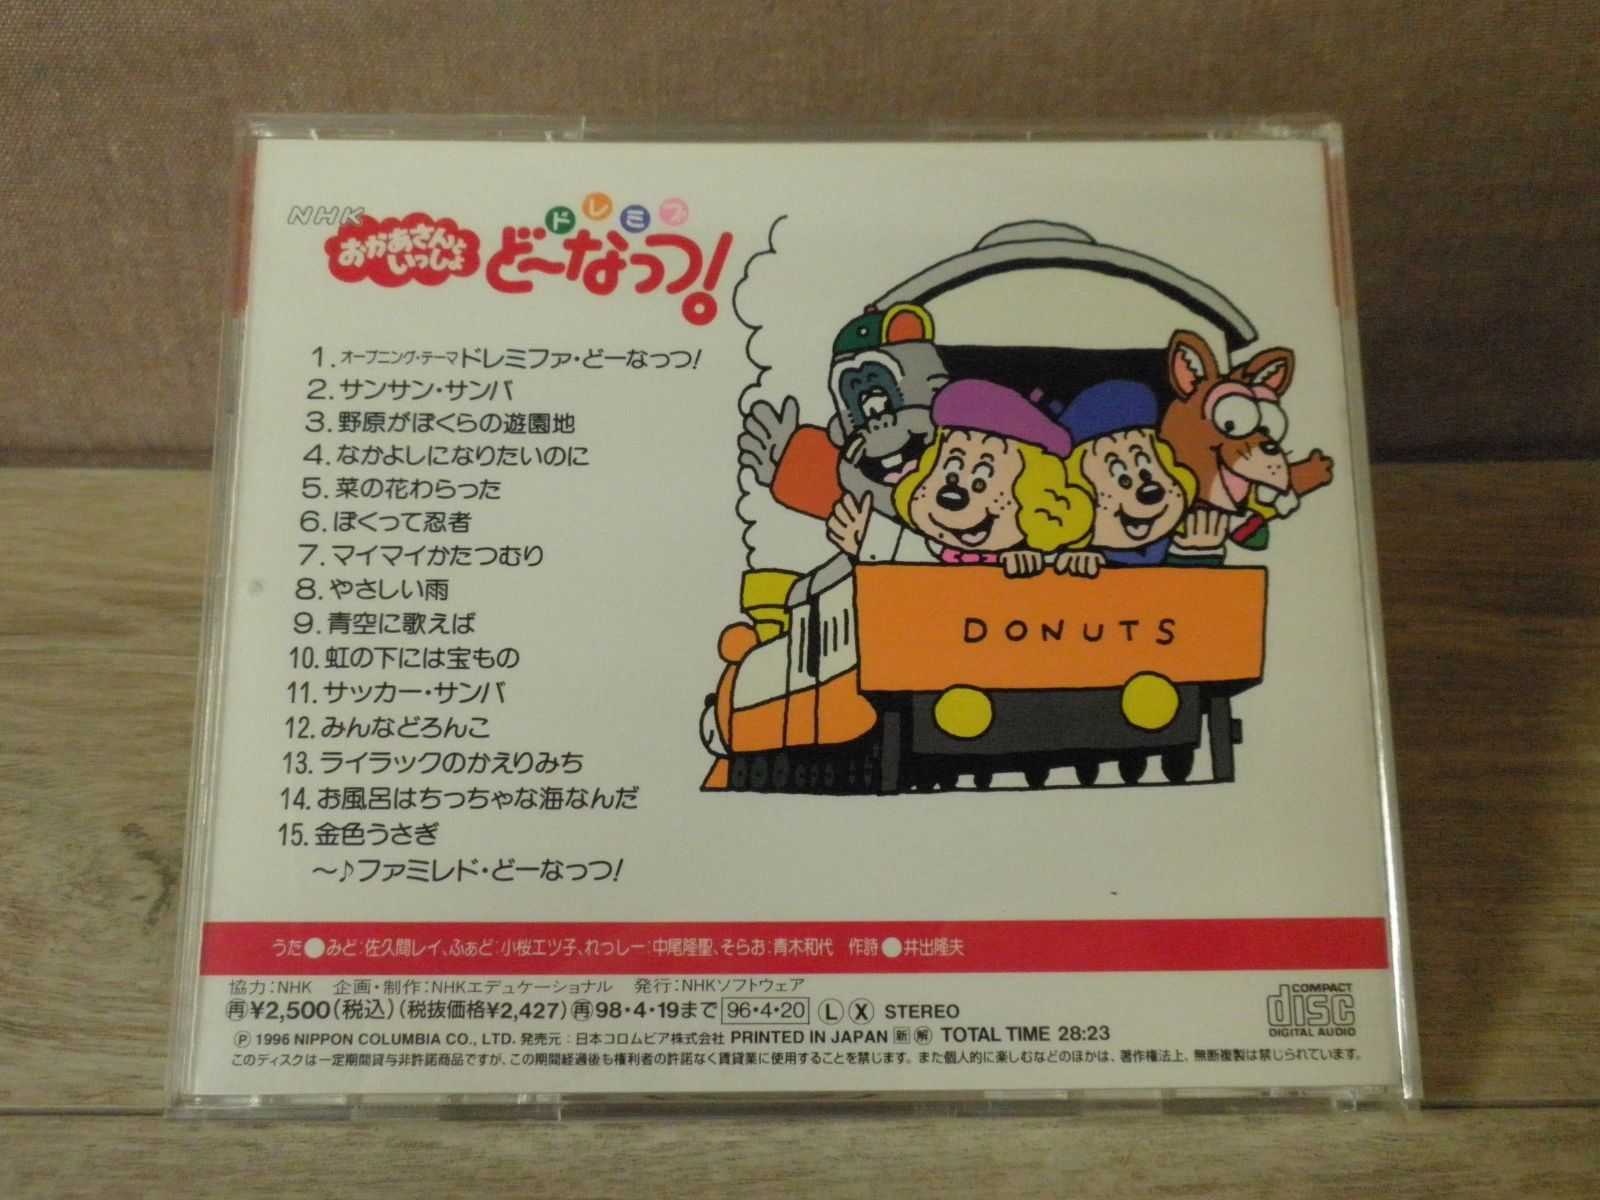 NHK
おかあさんと
いっしょ
ドレミフ
ど〜なっつ!
1. オープニング・テーマ ドレミファ・どーなっつ!
2. サンサン・サンバ
3. 野原がぼくらの遊園地
4. なかよしになりたいのに
5. 菜の花わらった
6. ぼくって忍者
7. マイマイかたつむり
8. やさしい雨
9. 青空に歌えば
10. 虹の下には宝もの
11. サッカー・サンバ
12. みんなどろんこ
13. ライラックのかえりみち
14. お風呂はちっちゃな海なんだ
15. 金色うさぎ
〜♪ファミレド・どーなっつ!
DONUTS
うた●みど:佐久間レイ、ふぁど:小桜エツ子、れっしー:中尾隆聖、そらお:青木和代 作詩●井出隆夫
協力:NHK 企画・制作:NHKエデュケーショナル 発行:NHKソフトウェア
再¥2,500(税込)(税抜価格¥2,427)再98・4・19まで 96・4・20 L X STEREO
COMPACT disc DIGITAL AUDIO
Ⓟ1996 NIPPON COLUMBIA CO., LTD. 発売元:日本コロムビア株式会社 PRINTED IN JAPAN 新 解 TOTAL TIME 28:23
このディスクは一定期間貸与非許諾商品ですが、この期間経過後も権利者の許諾なく賃貸業に使用することを禁じます。また個人的に楽しむなどのほかは、著作権法上、無断複製は禁じられています。